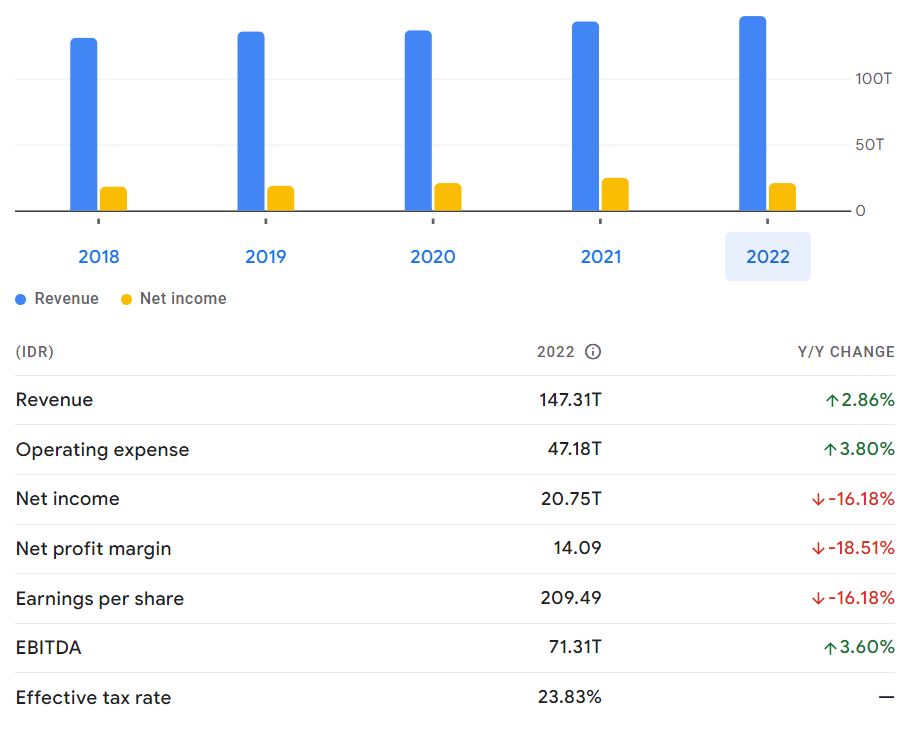 100T
50T
0
2018 2019 2020 2021 2022
Revenue Net income
(IDR) 2022 Y/Y CHANGE
Revenue 147.31T ↑2.86%
Operating expense 47.18T ↑3.80%
Net income 20.75T ↓-16.18%
Net profit margin 14.09 ↓-18.51%
Earnings per share 209.49 ↓-16.18%
EBITDA 71.31T ↑3.60%
Effective tax rate 23.83% —